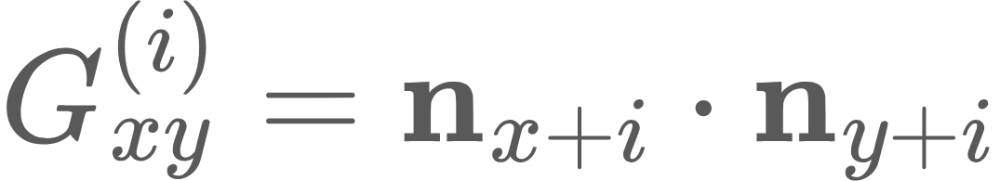 $G_{xy}^{(i)} = \mathbf{n}_{x+i} \cdot \mathbf{n}_{y+i}$